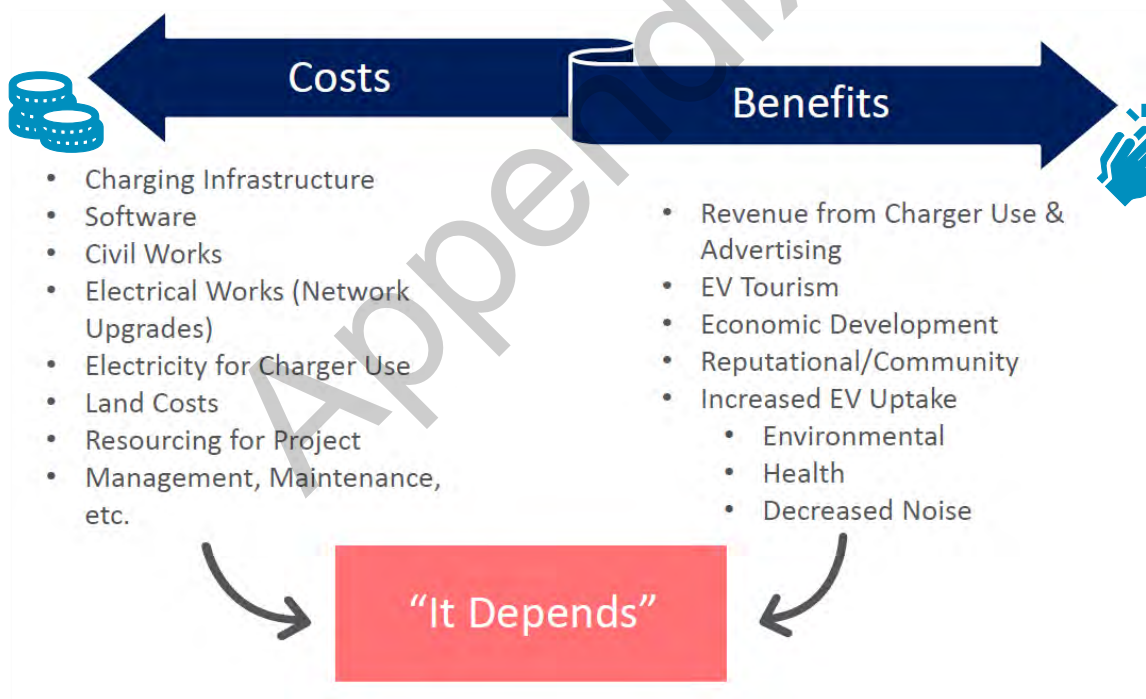 Costs
Benefits
• Charging Infrastructure
• Software
• Civil Works
• Electrical Works (Network
Upgrades)
• Electricity for Charger Use
• Land Costs
• Resourcing for Project
• Management, Maintenance,
etc.
• Revenue from Charger Use &
Advertising
• EV Tourism
• Economic Development
• Reputational/Community
• Increased EV Uptake
• Environmental
• Health
• Decreased Noise
“It Depends”
Appendix